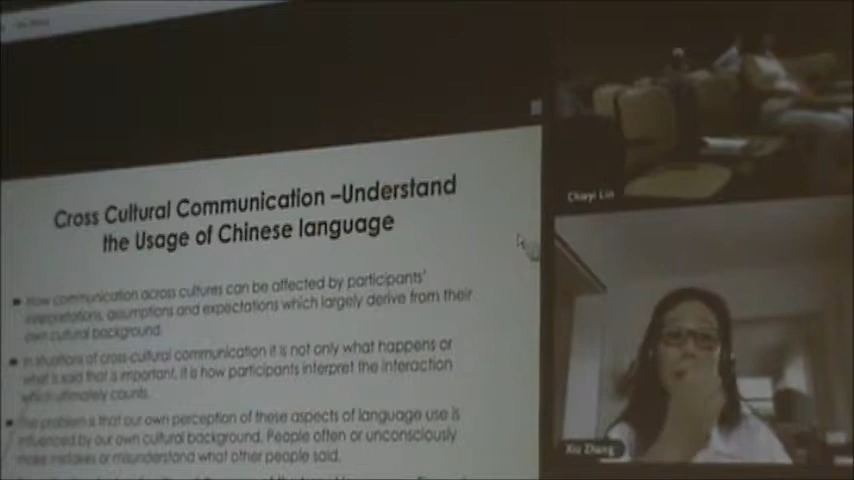 Cross Cultural Communication –Understand
the Usage of Chinese language
How communication across cultures can be affected by participants'
interpretations, assumptions and expectations which largely derive from their
own cultural background.
In situations of cross-cultural communication it is not only what happens or
what is said that is important, it is how participants interpret the interaction
which ultimately counts.
The problem is that our own perception of these aspects of language use is
influenced by our own cultural background. People often or unconsciously
make mistakes or misunderstand what other people said.
Chiayi Lin
Xiu Zhang